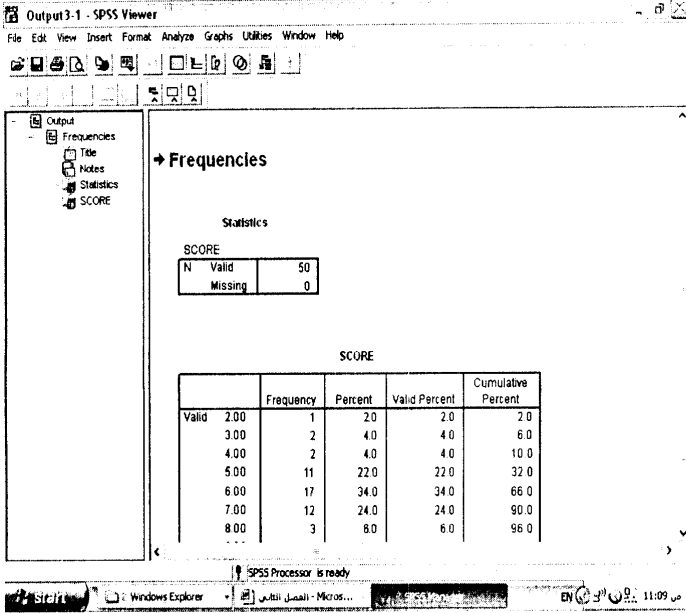 Output3-1 - SPSS Viewer
File Edit View Insert Format Analyze Graphs Utilities Window Help
Output
Frequencies
Title
Notes
Statistics
SCORE
Frequencies
Statistics
SCORE
N Valid 50
Missing 0
SCORE
Frequency Percent Valid Percent Cumulative Percent
Valid 2.00 1 2.0 2.0 2.0
3.00 2 4.0 4.0 6.0
4.00 2 4.0 4.0 10.0
5.00 11 22.0 22.0 32.0
6.00 17 34.0 34.0 66.0
7.00 12 24.0 24.0 90.0
8.00 3 6.0 6.0 96.0
SPSS Processor is ready
start 2 Windows Explorer الفصل الثاني - Micros... EN 11:09 ص